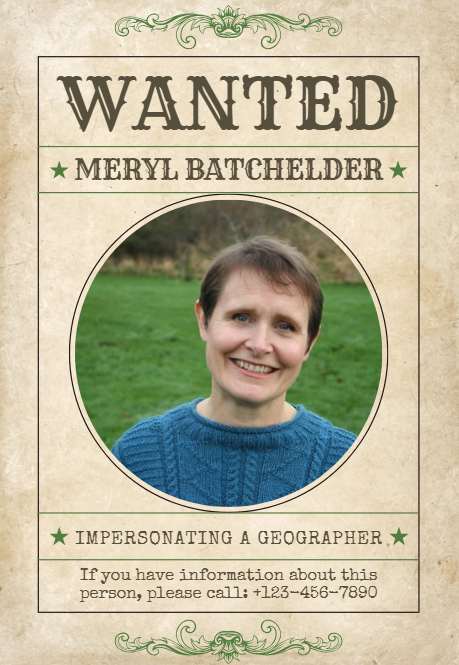 WANTED
★ MERYL BATCHELDER ★
★ IMPERSONATING A GEOGRAPHER ★
If you have information about this
person, please call: +123-456-7890